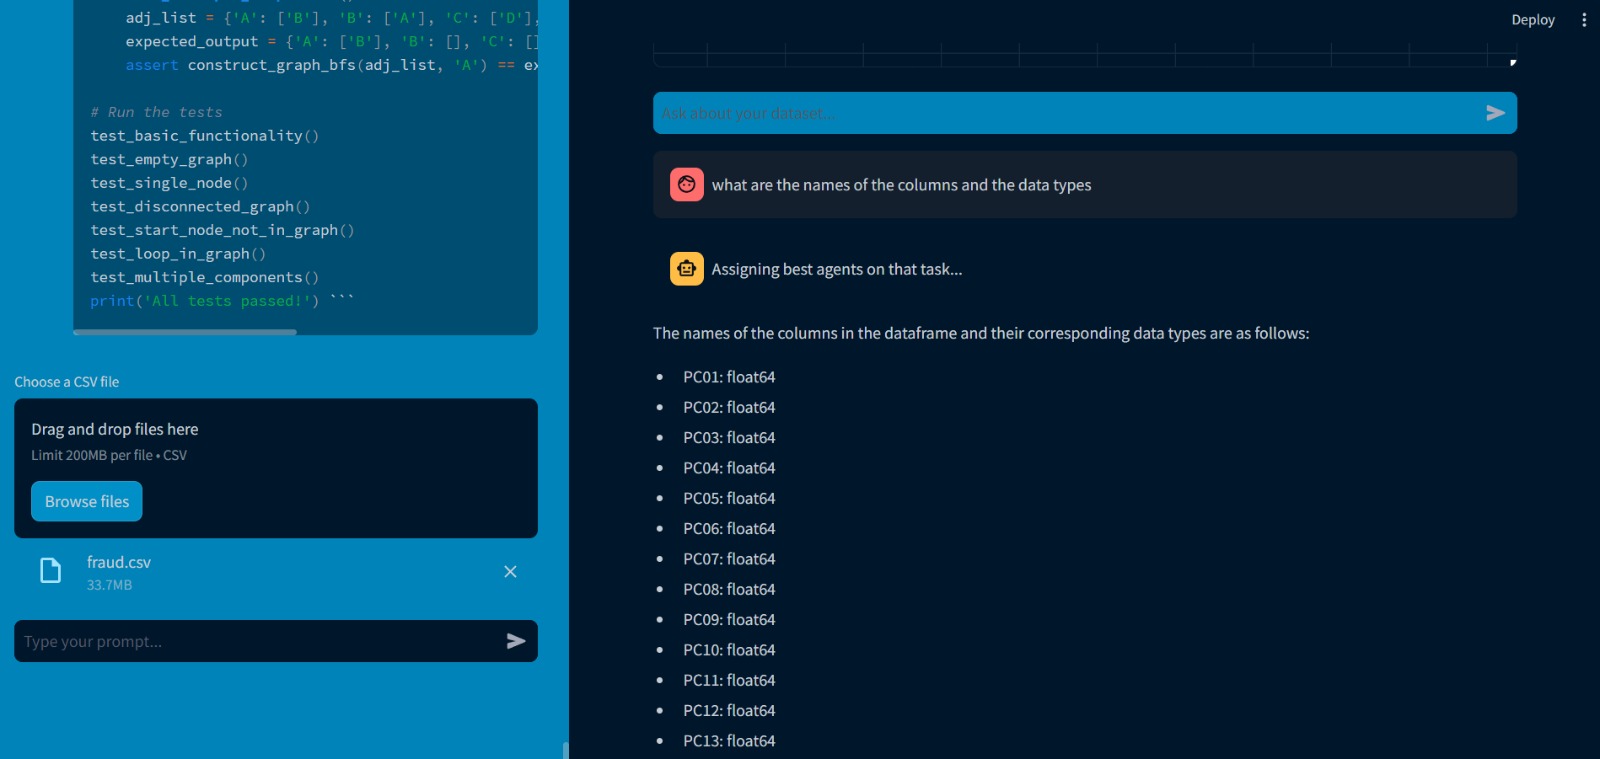 adj_list = {'A': ['B'], 'B': ['A'], 'C': ['D'],
expected_output = {'A': ['B'], 'B': [], 'C': []
assert construct_graph_bfs(adj_list, 'A') == ex
# Run the tests
test_basic_functionality()
test_empty_graph()
test_single_node()
test_disconnected_graph()
test_start_node_not_in_graph()
test_loop_in_graph()
test_multiple_components()
print('All tests passed!') ```
Choose a CSV file
Drag and drop files here
Limit 200MB per file • CSV
Browse files
fraud.csv
33.7MB
Type your prompt...
Deploy
Ask about your dataset...
what are the names of the columns and the data types
Assigning best agents on that task...
The names of the columns in the dataframe and their corresponding data types are as follows:
• PC01: float64
• PC02: float64
• PC03: float64
• PC04: float64
• PC05: float64
• PC06: float64
• PC07: float64
• PC08: float64
• PC09: float64
• PC10: float64
• PC11: float64
• PC12: float64
• PC13: float64